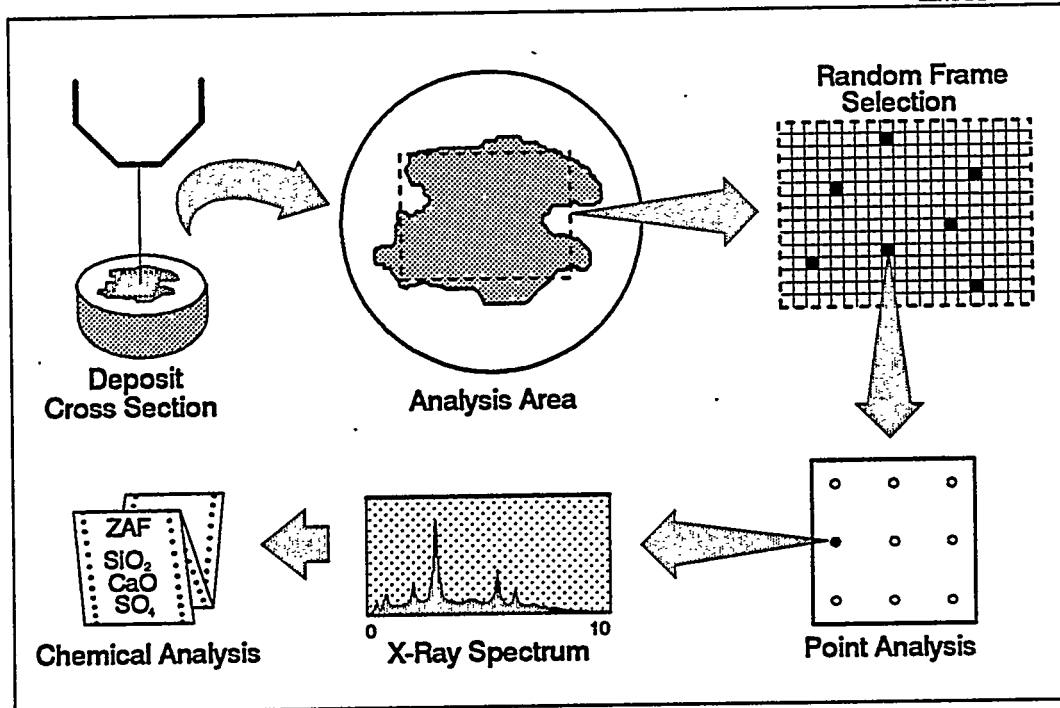 Random Frame
Selection
Deposit
Cross Section
Analysis Area
ZAF
SiO₂
CaO
SO₄
Chemical Analysis
0
10
X-Ray Spectrum
Point Analysis